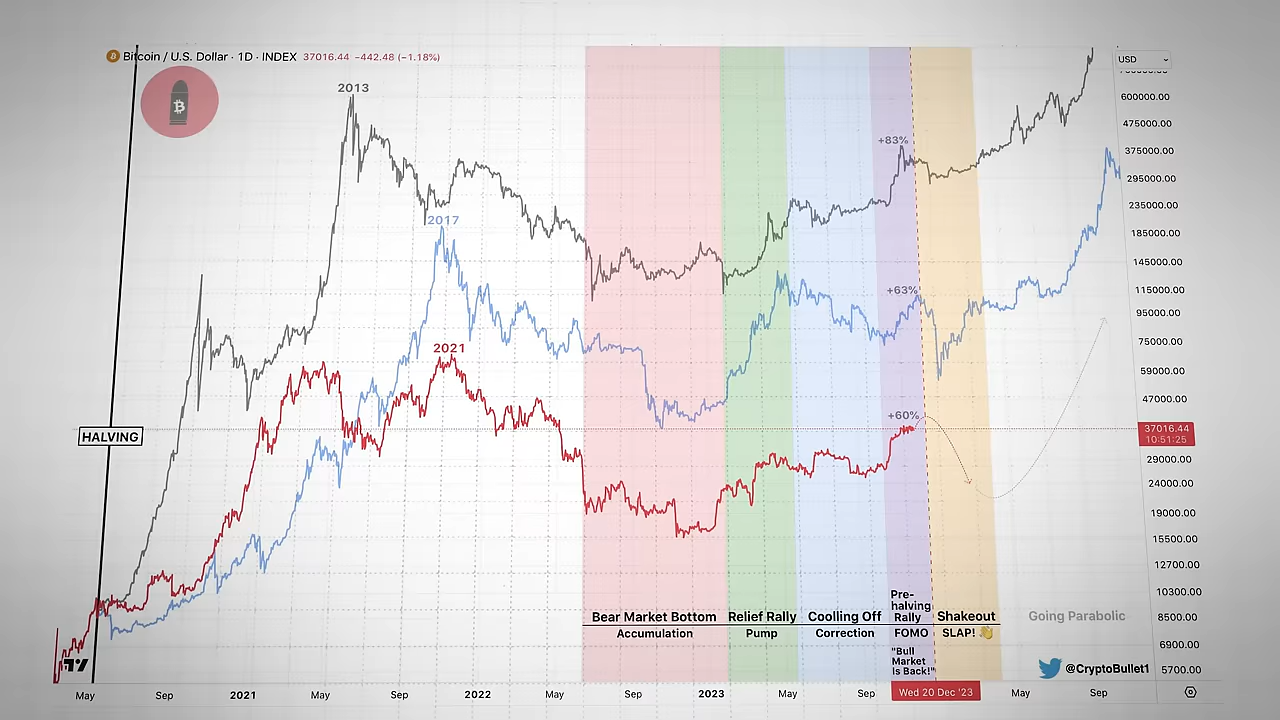 Bitcoin / U.S. Dollar · 1D · INDEX 37016.44 −442.48 (−1.18%)
USD
2013
600000.00
475000.00
+83%
375000.00
295000.00
2017
235000.00
185000.00
145000.00
+63%
115000.00
95000.00
2021
75000.00
59000.00
47000.00
+60%
HALVING
37016.44
10:51:25
29000.00
24000.00
19000.00
15500.00
12700.00
10300.00
8500.00
6900.00
5700.00
Bear Market Bottom
Accumulation
Relief Rally
Pump
Coolling Off
Correction
Pre-
halving
Rally
FOMO
"Bull
Market
Is Back!"
Shakeout
SLAP! 👋
Going Parabolic
@CryptoBullet1
May Sep 2021 May Sep 2022 May Sep 2023 May Sep Wed 20 Dec '23 May Sep